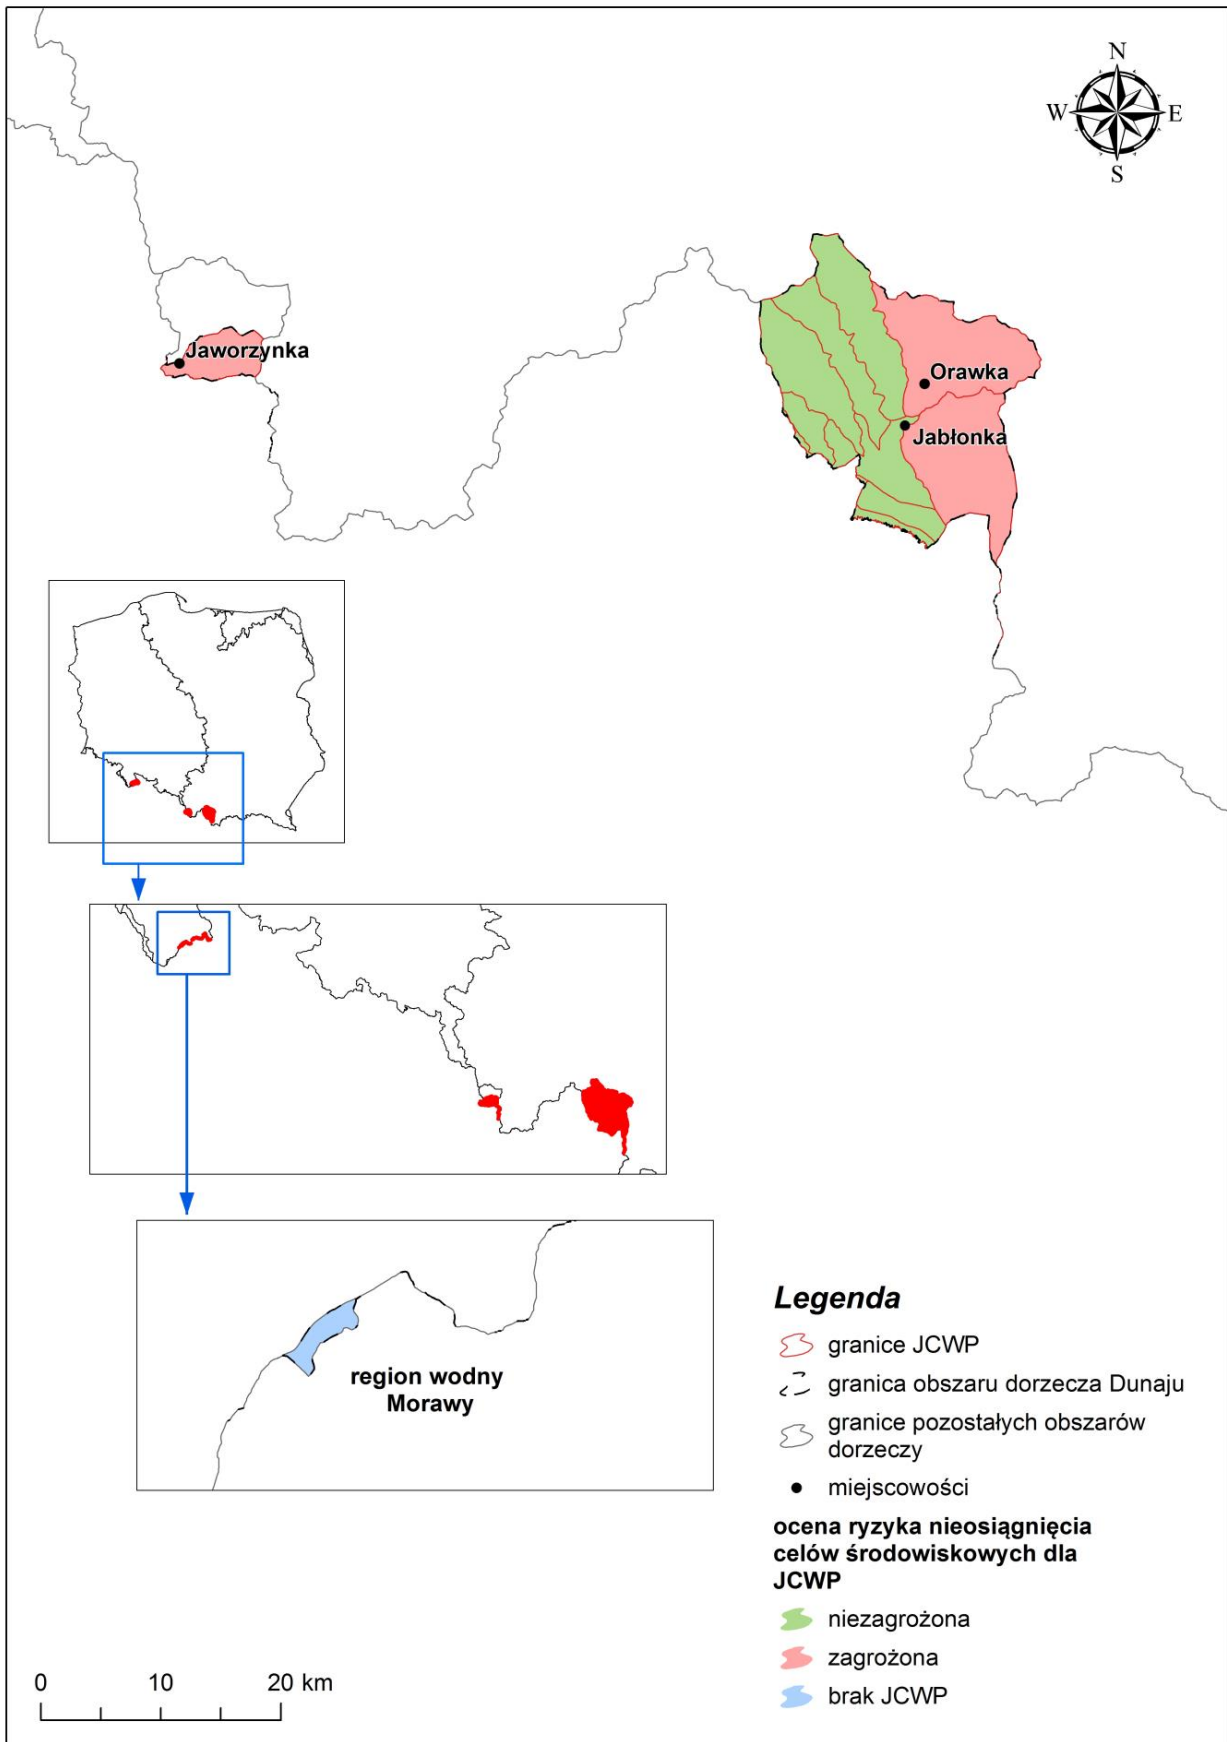 N
W
E
S
Jaworzynka
Orawka
Jabłonka
region wodny
Morawy
Legenda
granice JCWP
granica obszaru dorzecza Dunaju
granice pozostałych obszarów
dorzeczy
miejscowości
ocena ryzyka nieosiągnięcia
celów środowiskowych dla
JCWP
niezagrożona
zagrożona
brak JCWP
0 10 20 km